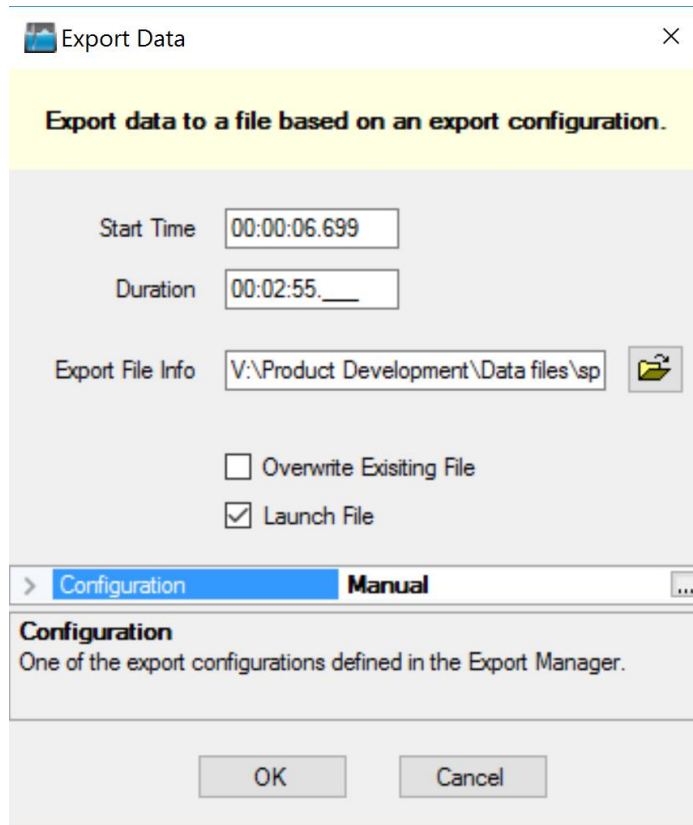 Export Data
Export data to a file based on an export configuration.
Start Time 00:00:06.699
Duration 00:02:55.___
Export File Info V:\Product Development\Data files\sp
Overwrite Exisiting File
Launch File
Configuration Manual ...
Configuration
One of the export configurations defined in the Export Manager.
OK Cancel